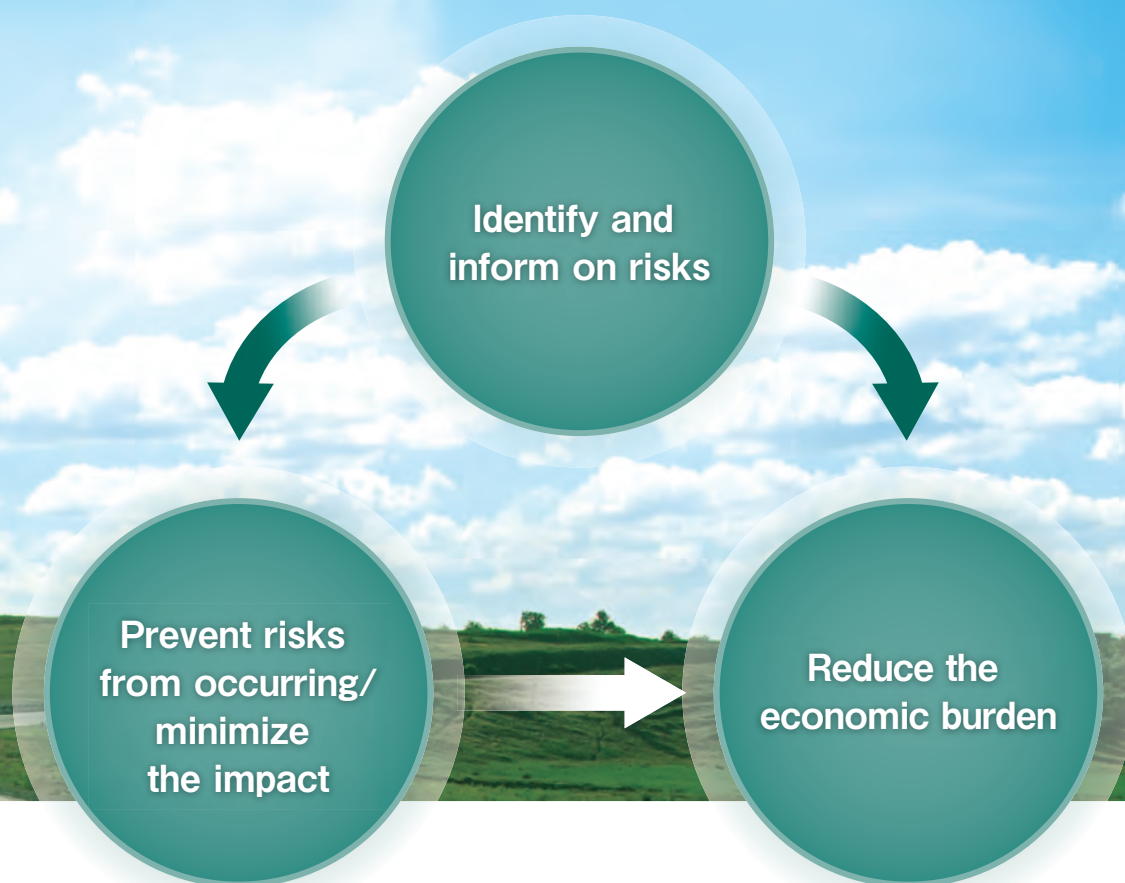 Identify and
inform on risks
Prevent risks
from occurring/
minimize
the impact
Reduce the
economic burden